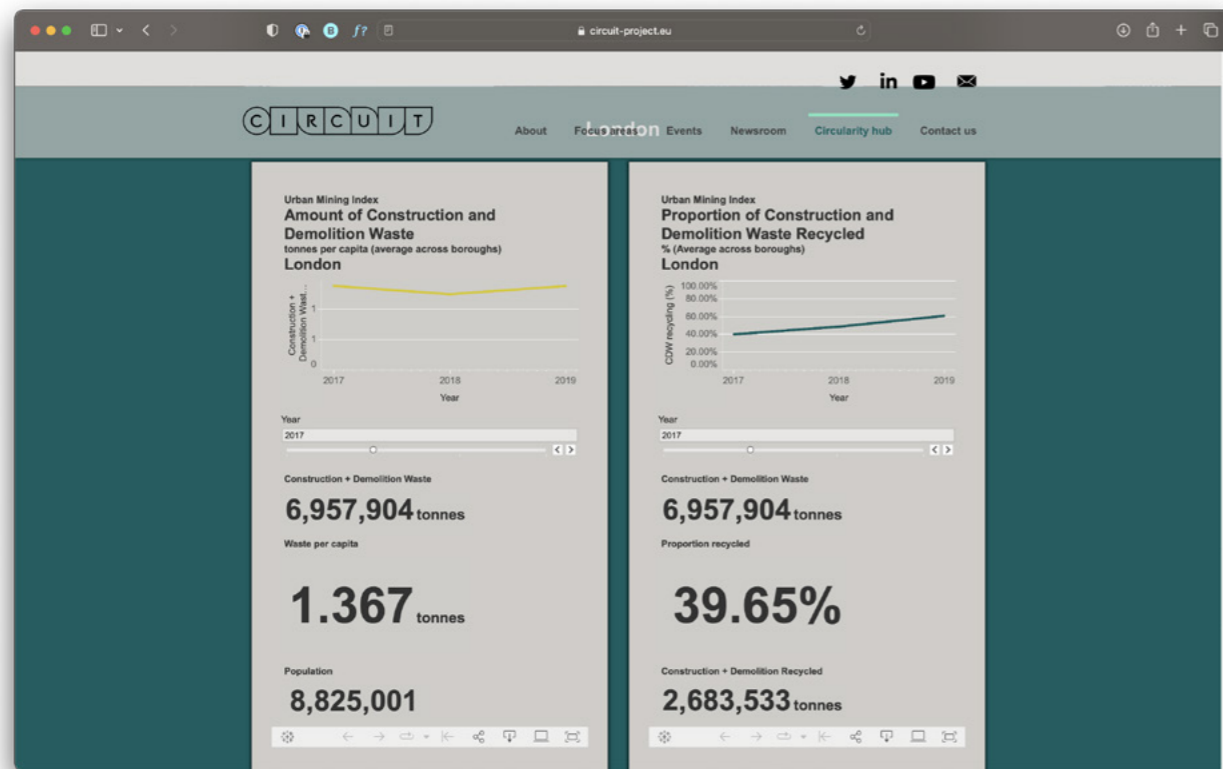 circuit-project.eu
CIRCUIT
About Focus areas Events Newsroom Circularity hub Contact us
London
Urban Mining Index
Amount of Construction and
Demolition Waste
tonnes per capita (average across boroughs)
London
Construction +
Demolition Wast...
1
1
0
2017 2018 2019
Year
Year
2017
Construction + Demolition Waste
6,957,904 tonnes
Waste per capita
1.367 tonnes
Population
8,825,001
Urban Mining Index
Proportion of Construction and
Demolition Waste Recycled
% (Average across boroughs)
London
CDW recycling (%)
100.00%
80.00%
60.00%
40.00%
20.00%
0.00%
2017 2018 2019
Year
Year
2017
Construction + Demolition Waste
6,957,904 tonnes
Proportion recycled
39.65%
Construction + Demolition Recycled
2,683,533 tonnes